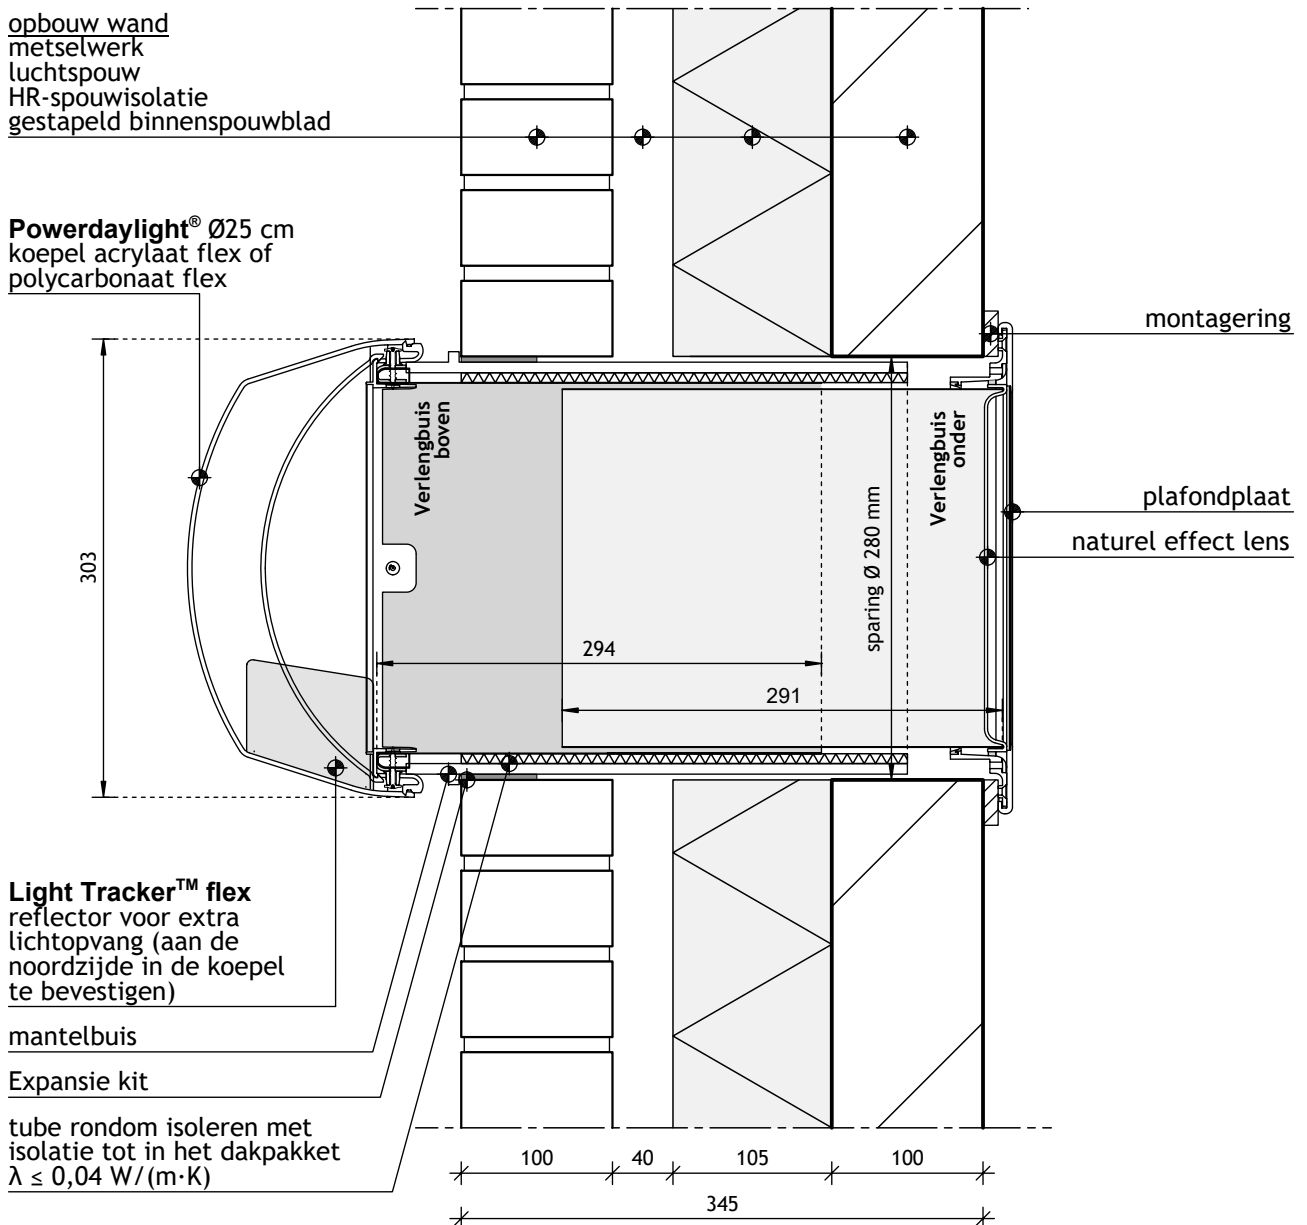 opbouw wand
metselwerk
luchtspouw
HR-spouwisolatie
gestapeld binnenspouwblad
Powerdaylight® Ø25 cm
koepel acrylaat flex of
polycarbonaat flex
montagering
Verlengbuis
boven
Verlengbuis
onder
plafondplaat
naturel effect lens
303
sparing Ø 280 mm
294
291
Light Tracker™ flex
reflector voor extra
lichtopvang (aan de
noordzijde in de koepel
te bevestigen)
mantelbuis
Expansie kit
tube rondom isoleren met
isolatie tot in het dakpakket
λ ≤ 0,04 W/(m·K)
100
40
105
100
345